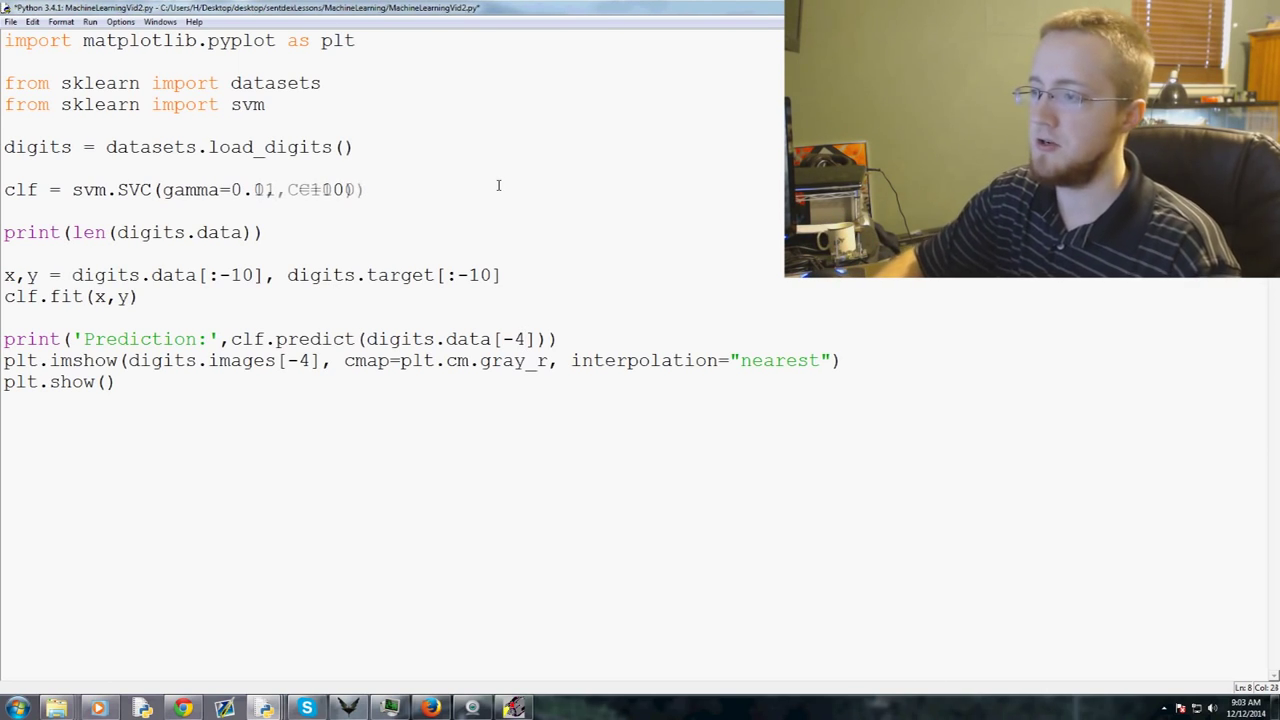 *Python 3.4.1: MachineLearningVid2.py - C:/Users/H/Desktop/desktop/sentdexLessons/MachineLearning/MachineLearningVid2.py*
File Edit Format Run Options Windows Help
import matplotlib.pyplot as plt
from sklearn import datasets
from sklearn import svm
digits = datasets.load_digits()
clf = svm.SVC(gamma=
print(len(digits.data))
x,y = digits.data[:-10], digits.target[:-10]
clf.fit(x,y)
print('Prediction:',clf.predict(digits.data[-4]))
plt.imshow(digits.images[-4], cmap=plt.cm.gray_r, interpolation="nearest")
plt.show()
Ln: 8 Col: 23
9:03 AM
12/12/2014